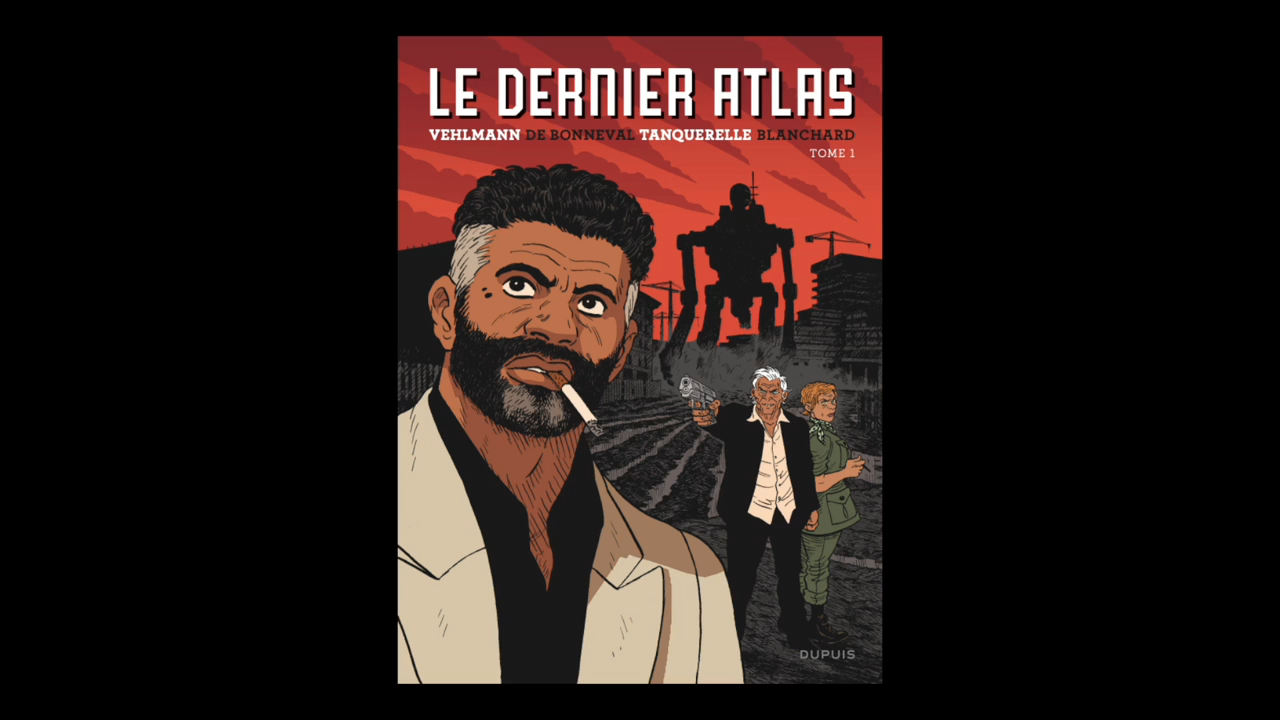 LE DERNIER ATLAS
VEHLMANN DE BONNEVAL TANQUERELLE BLANCHARD
TOME 1
DUPUIS